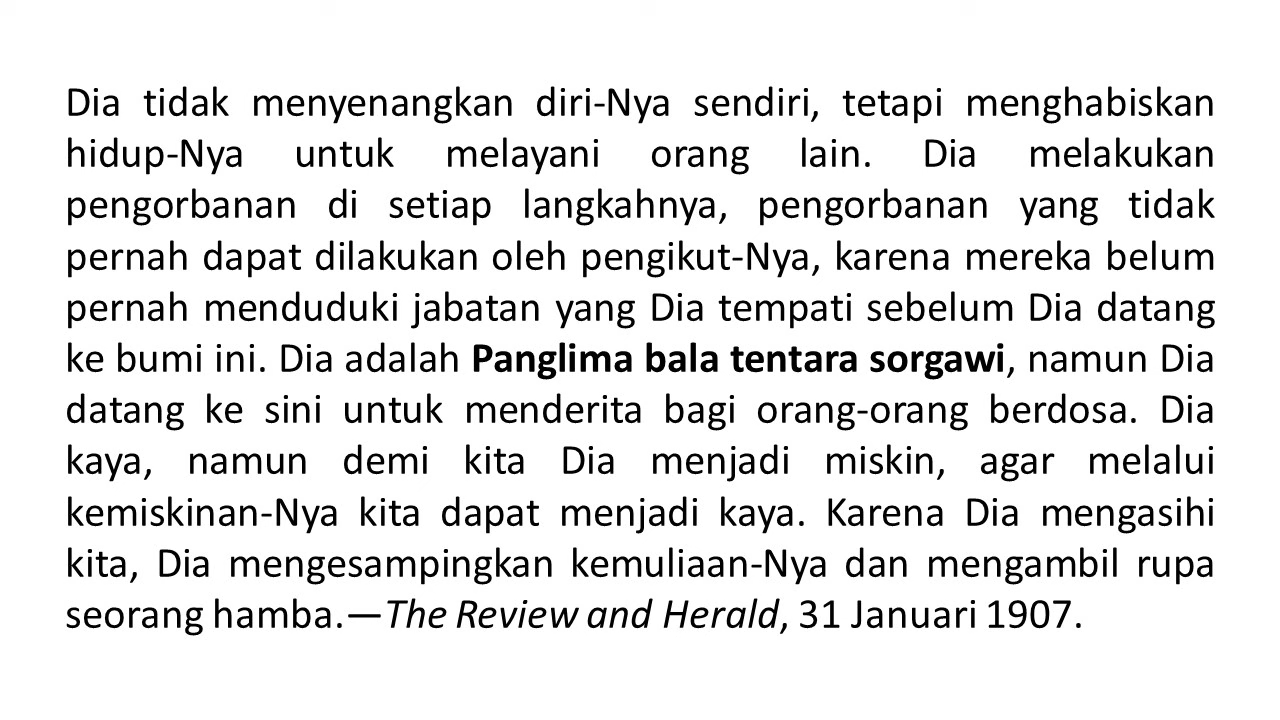 Dia tidak menyenangkan diri-Nya sendiri, tetapi menghabiskan
hidup-Nya untuk melayani orang lain. Dia melakukan
pengorbanan di setiap langkahnya, pengorbanan yang tidak
pernah dapat dilakukan oleh pengikut-Nya, karena mereka belum
pernah menduduki jabatan yang Dia tempati sebelum Dia datang
ke bumi ini. Dia adalah Panglima bala tentara sorgawi, namun Dia
datang ke sini untuk menderita bagi orang-orang berdosa. Dia
kaya, namun demi kita Dia menjadi miskin, agar melalui
kemiskinan-Nya kita dapat menjadi kaya. Karena Dia mengasihi
kita, Dia mengesampingkan kemuliaan-Nya dan mengambil rupa
seorang hamba.—The Review and Herald, 31 Januari 1907.